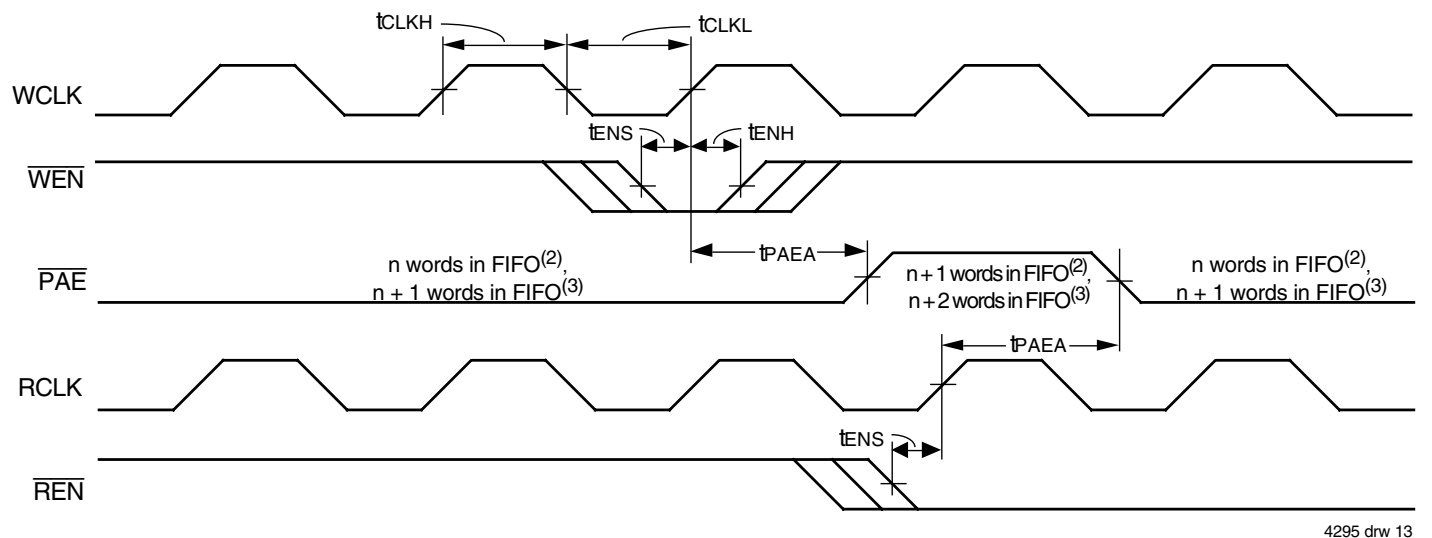 tCLKH
tCLKL
WCLK
tENS
tENH
WEN
tPAEA
n words in FIFO(2),
n + 1 words in FIFO(3)
n + 1 words in FIFO(2),
n + 2 words in FIFO(3)
n words in FIFO(2),
n + 1 words in FIFO(3)
PAE
tPAEA
RCLK
tENS
REN
4295 drw 13